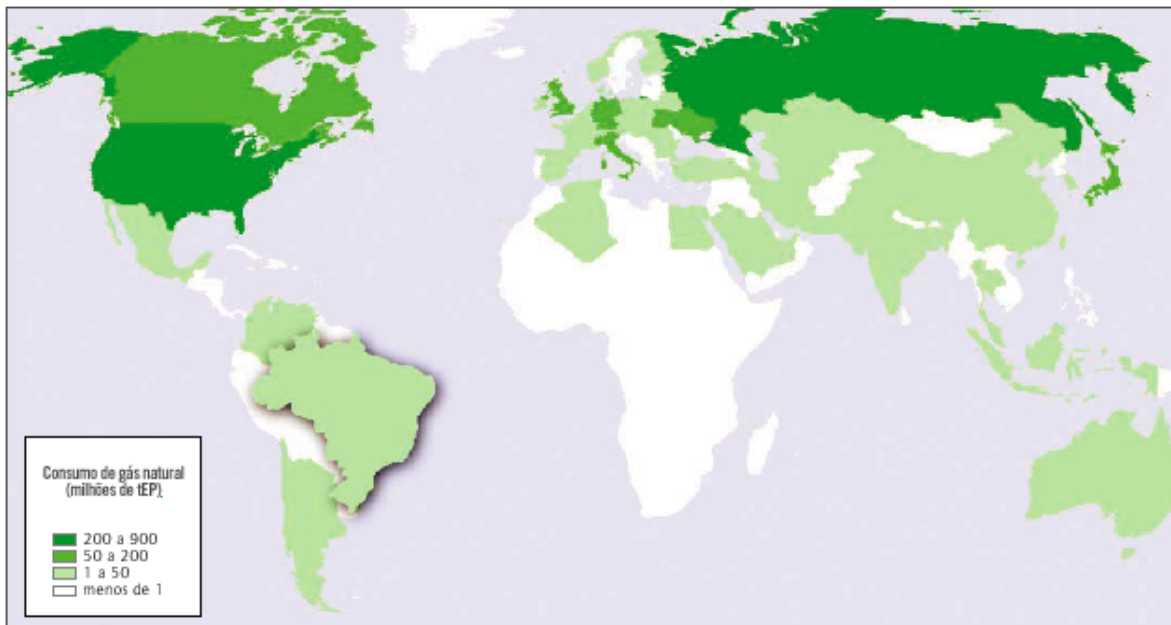 Consumo de gás natural
(milhões de tEP)
200 a 900
50 a 200
1 a 50
menos de 1